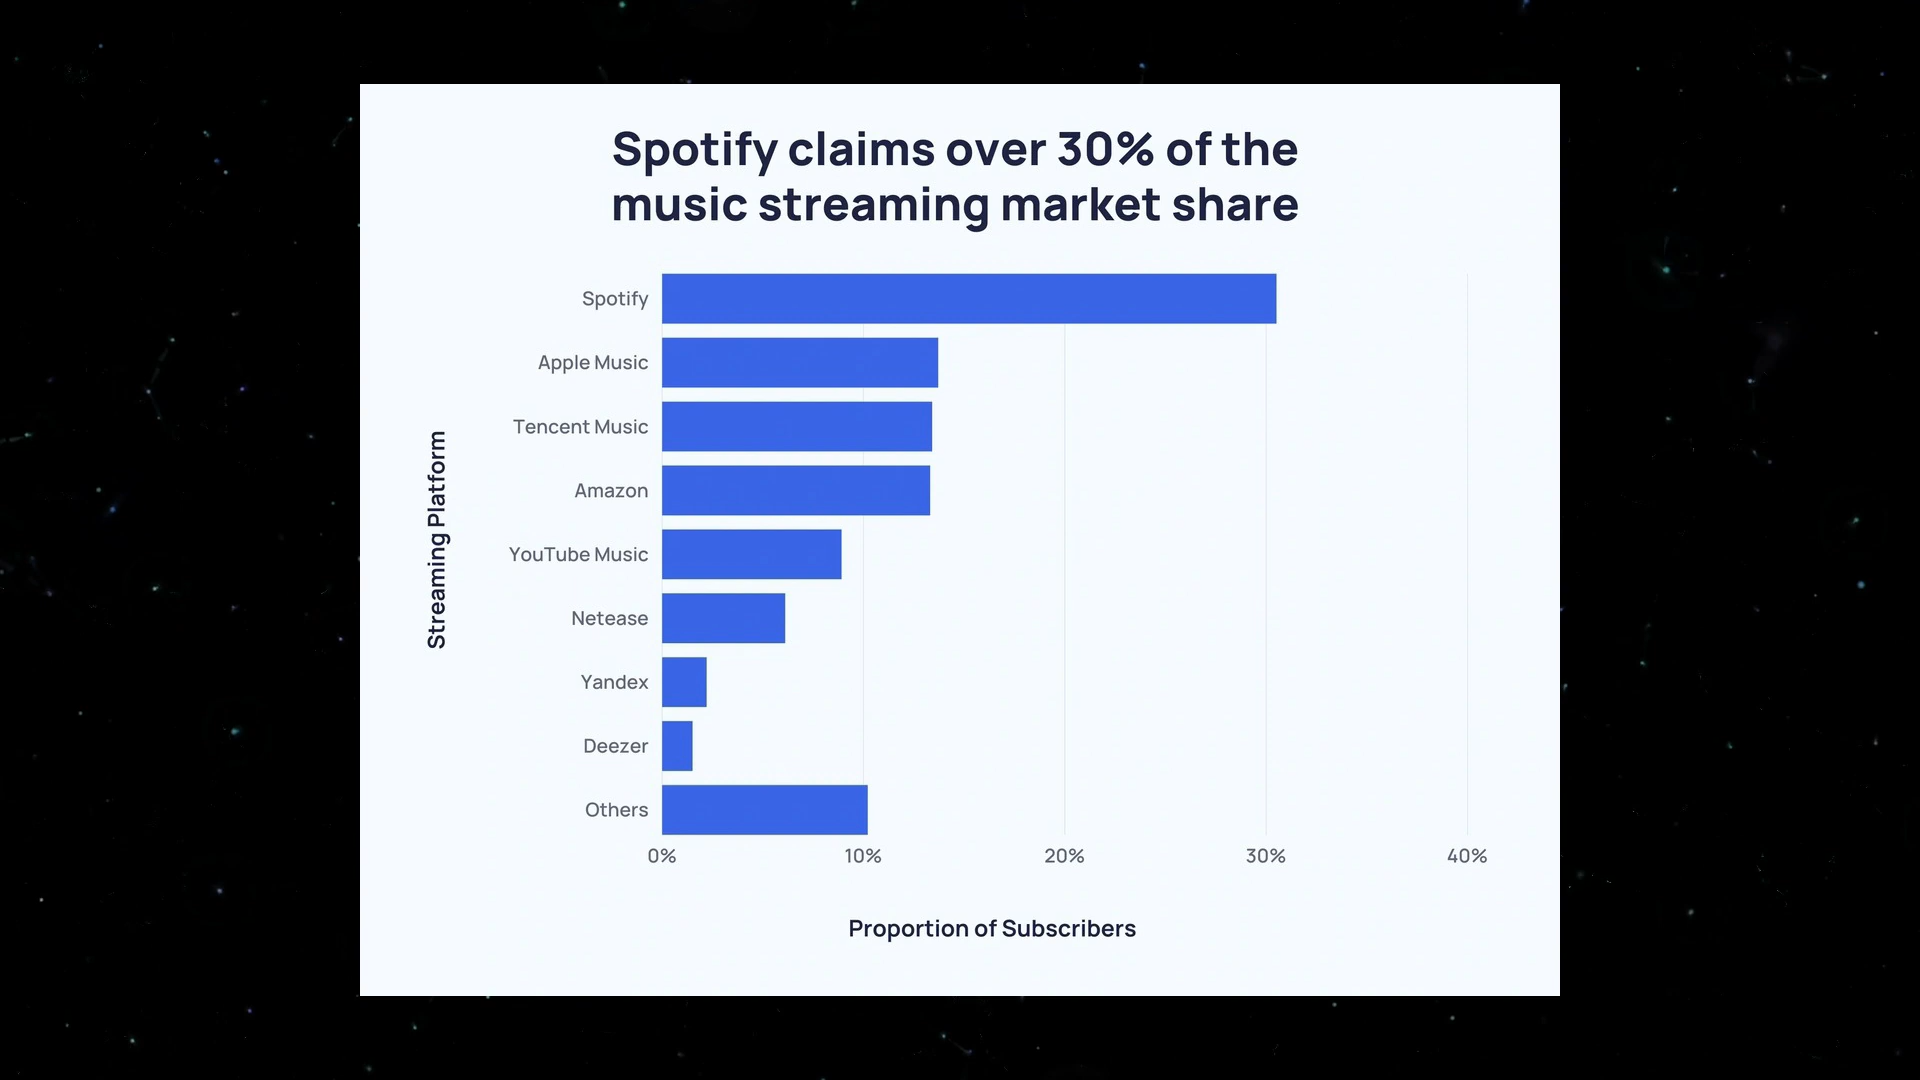 Spotify claims over 30% of the
music streaming market share
Streaming Platform
Spotify
Apple Music
Tencent Music
Amazon
YouTube Music
Netease
Yandex
Deezer
Others
0% 10% 20% 30% 40%
Proportion of Subscribers